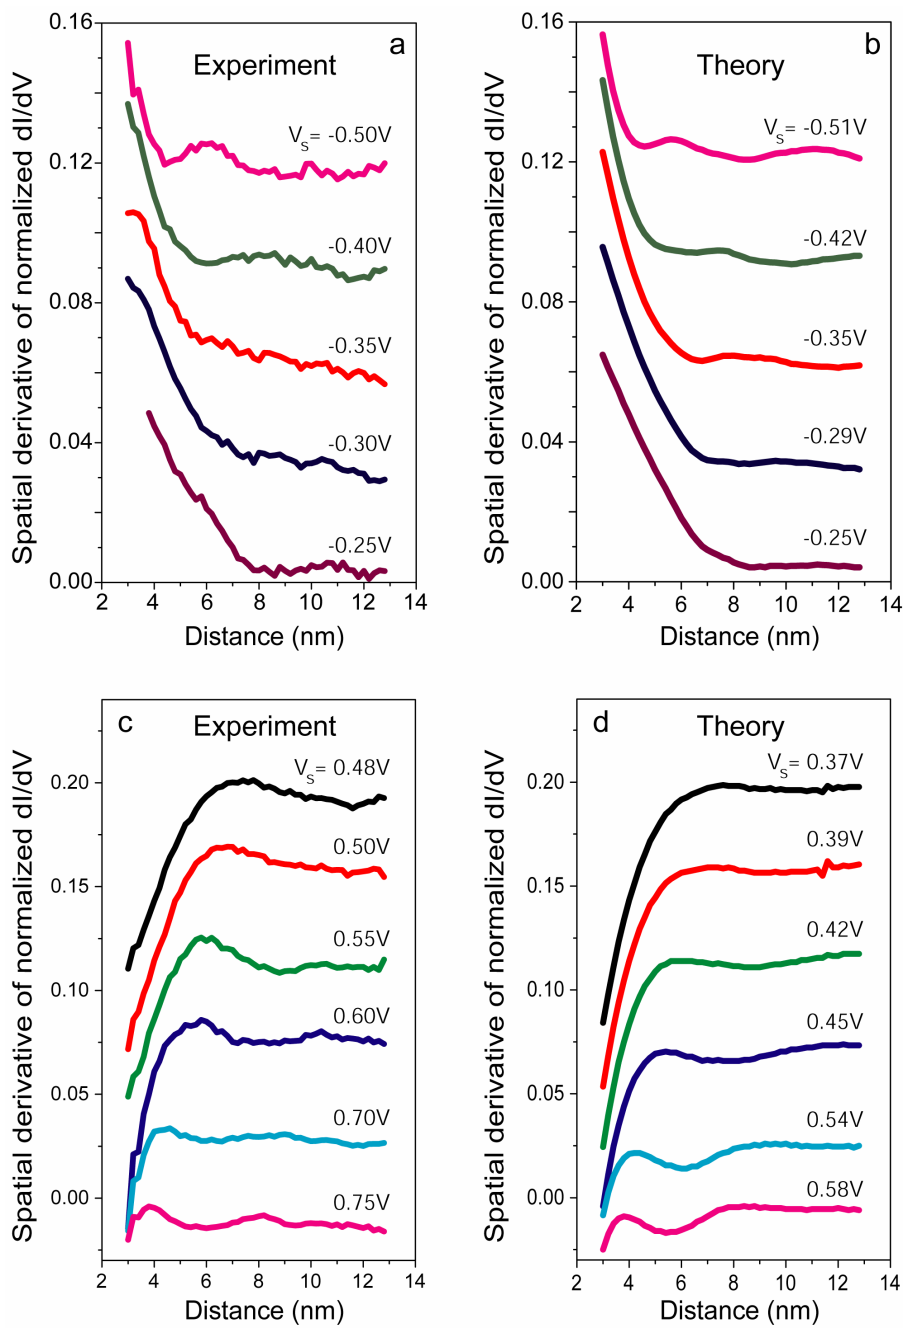 a
Experiment
Spatial derivative of normalized dI/dV
0.16
0.12
0.08
0.04
0.00
VS= -0.50V
-0.40V
-0.35V
-0.30V
-0.25V
2 4 6 8 10 12 14
Distance (nm)
b
Theory
Spatial derivative of normalized dI/dV
0.16
0.12
0.08
0.04
0.00
VS= -0.51V
-0.42V
-0.35V
-0.29V
-0.25V
2 4 6 8 10 12 14
Distance (nm)
c
Experiment
Spatial derivative of normalized dI/dV
0.20
0.15
0.10
0.05
0.00
VS= 0.48V
0.50V
0.55V
0.60V
0.70V
0.75V
2 4 6 8 10 12 14
Distance (nm)
d
Theory
Spatial derivative of normalized dI/dV
0.20
0.15
0.10
0.05
0.00
VS= 0.37V
0.39V
0.42V
0.45V
0.54V
0.58V
2 4 6 8 10 12 14
Distance (nm)